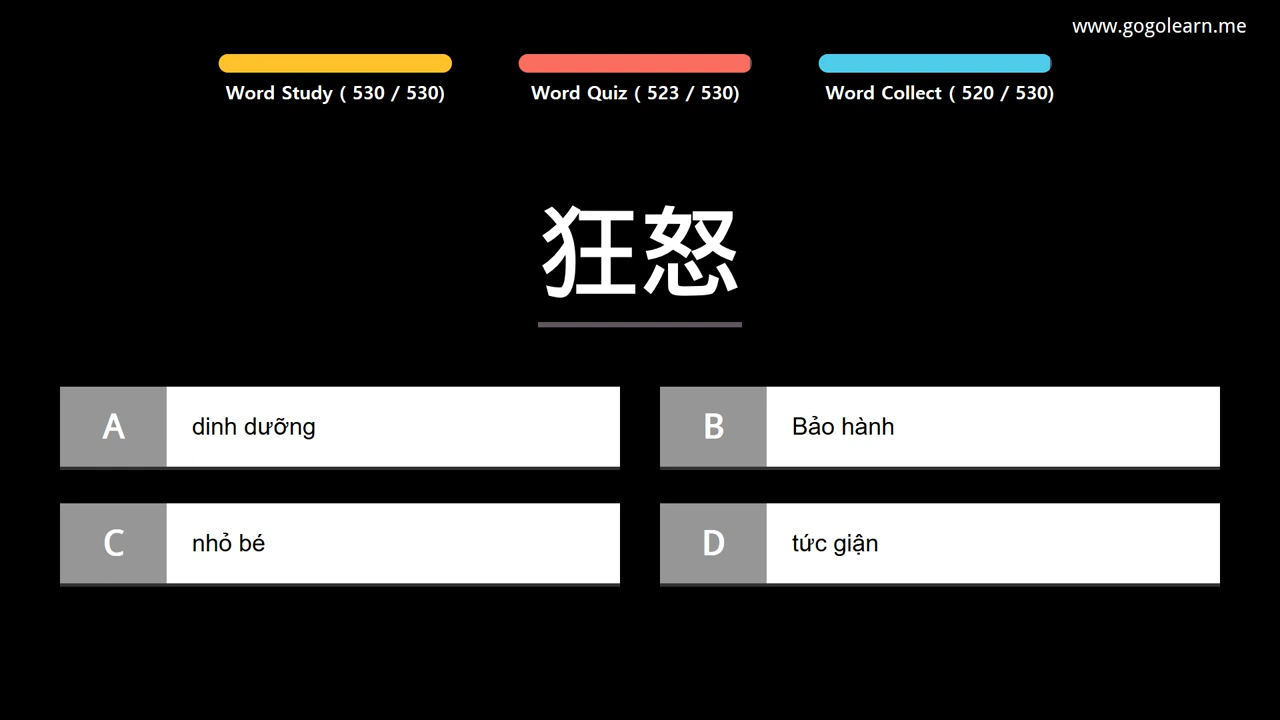 www.gogolearn.me
Word Study ( 530 / 530)
Word Quiz ( 523 / 530)
Word Collect ( 520 / 530)
狂怒
A dinh dưỡng
B Bảo hành
C nhỏ bé
D tức giận